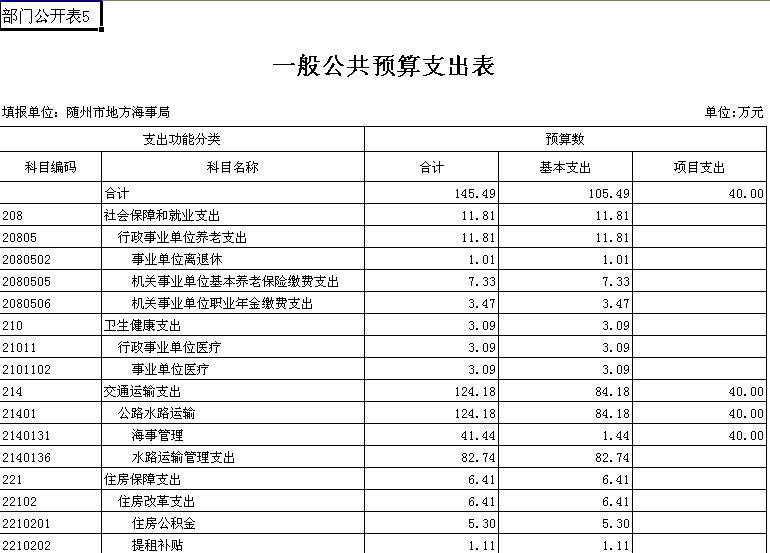 部门公开表5
一般公共预算支出表
填报单位：随州市地方海事局 单位:万元
支出功能分类 预算数
科目编码 科目名称 合计 基本支出 项目支出
合计 145.49 105.49 40.00
208 社会保障和就业支出 11.81 11.81
20805 行政事业单位养老支出 11.81 11.81
2080502 事业单位离退休 1.01 1.01
2080505 机关事业单位基本养老保险缴费支出 7.33 7.33
2080506 机关事业单位职业年金缴费支出 3.47 3.47
210 卫生健康支出 3.09 3.09
21011 行政事业单位医疗 3.09 3.09
2101102 事业单位医疗 3.09 3.09
214 交通运输支出 124.18 84.18 40.00
21401 公路水路运输 124.18 84.18 40.00
2140131 海事管理 41.44 1.44 40.00
2140136 水路运输管理支出 82.74 82.74
221 住房保障支出 6.41 6.41
22102 住房改革支出 6.41 6.41
2210201 住房公积金 5.30 5.30
2210202 提租补贴 1.11 1.11